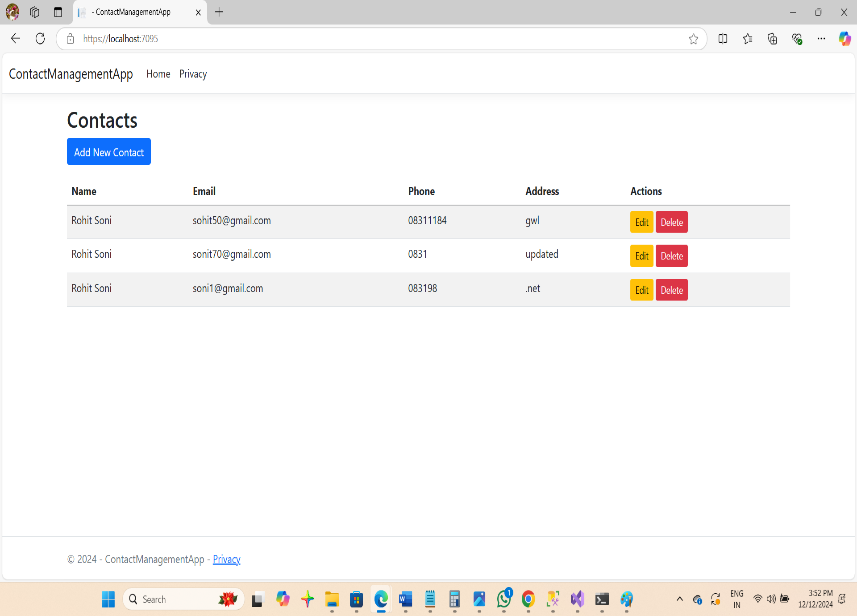 - ContactManagementApp
https://localhost:7095
ContactManagementApp Home Privacy
Contacts
Add New Contact
Name Email Phone Address Actions
Rohit Soni sohit50@gmail.com 08311184 gwl Edit Delete
Rohit Soni sonit70@gmail.com 0831 updated Edit Delete
Rohit Soni soni1@gmail.com 083198 .net Edit Delete
© 2024 - ContactManagementApp - Privacy
Search
1
ENG
IN
3:52 PM
12/12/2024